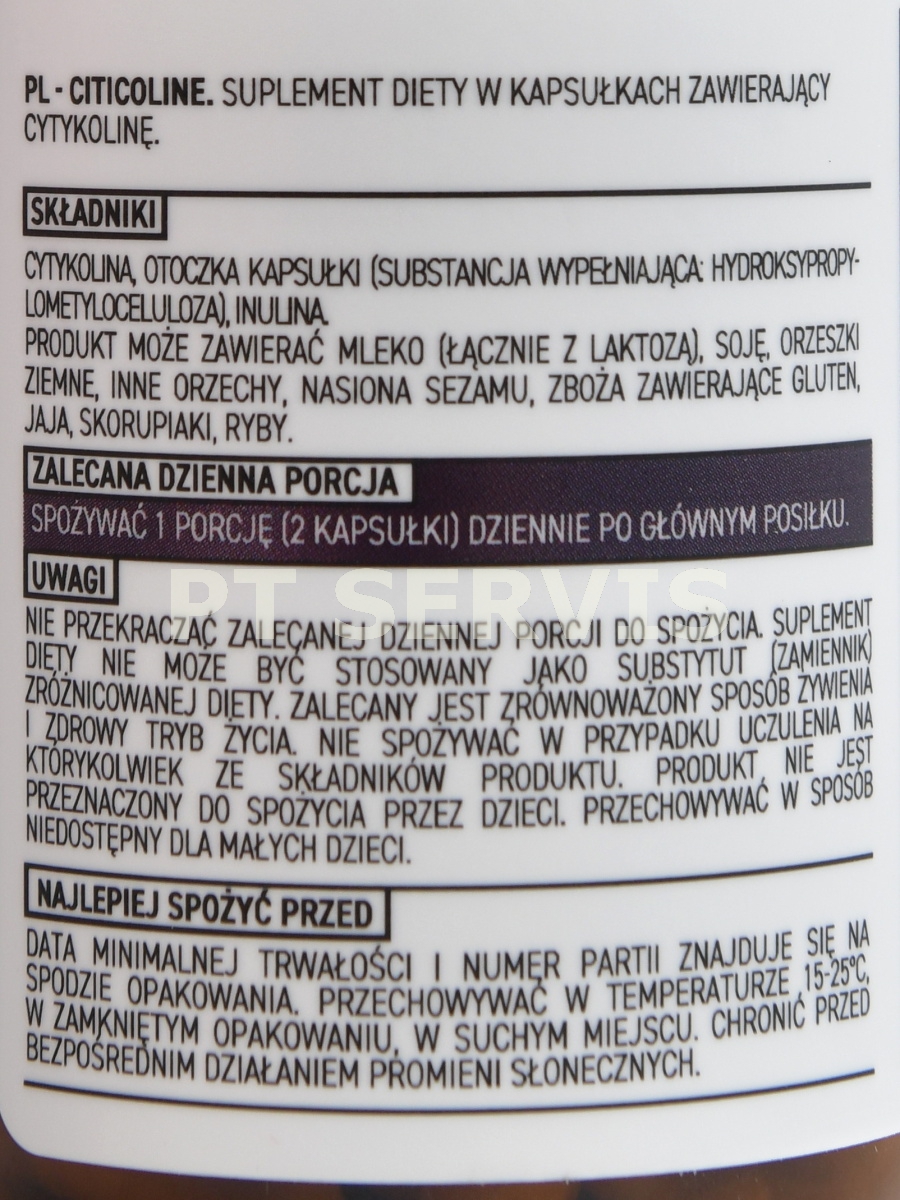 PL - CITICOLINE. SUPLEMENT DIETY W KAPSUŁKACH ZAWIERAJĄCY
CYTYKOLINĘ.
SKŁADNIKI
CYTYKOLINA, OTOCZKA KAPSUŁKI (SUBSTANCJA WYPEŁNIAJĄCA: HYDROKSYPROPY-
LOMETYLOCELULOZA), INULINA.
PRODUKT MOŻE ZAWIERAĆ MLEKO (ŁĄCZNIE Z LAKTOZĄ), SOJĘ, ORZESZKI
ZIEMNE, INNE ORZECHY, NASIONA SEZAMU, ZBOŻA ZAWIERAJĄCE GLUTEN,
JAJA, SKORUPIAKI, RYBY.
ZALECANA DZIENNA PORCJA
SPOŻYWAĆ 1 PORCJĘ (2 KAPSUŁKI) DZIENNIE PO GŁÓWNYM POSIŁKU.
UWAGI
PT SERVIS
NIE PRZEKRACZAĆ ZALECANEJ DZIENNEJ PORCJI DO SPOŻYCIA. SUPLEMENT
DIETY NIE MOŻE BYĆ STOSOWANY JAKO SUBSTYTUT (ZAMIENNIK)
ZRÓŻNICOWANEJ DIETY. ZALECANY JEST ZRÓWNOWAŻONY SPOSÓB ŻYWIENIA
I ZDROWY TRYB ŻYCIA. NIE SPOŻYWAĆ W PRZYPADKU UCZULENIA NA
KTÓRYKOLWIEK ZE SKŁADNIKÓW PRODUKTU. PRODUKT NIE JEST
PRZEZNACZONY DO SPOŻYCIA PRZEZ DZIECI. PRZECHOWYWAĆ W SPOSÓB
NIEDOSTĘPNY DLA MAŁYCH DZIECI.
NAJLEPIEJ SPOŻYĆ PRZED
DATA MINIMALNEJ TRWAŁOŚCI I NUMER PARTII ZNAJDUJE SIĘ NA
SPODZIE OPAKOWANIA. PRZECHOWYWAĆ W TEMPERATURZE 15-25°C,
W ZAMKNIĘTYM OPAKOWANIU, W SUCHYM MIEJSCU. CHRONIĆ PRZED
BEZPOŚREDNIM DZIAŁANIEM PROMIENI SŁONECZNYCH.